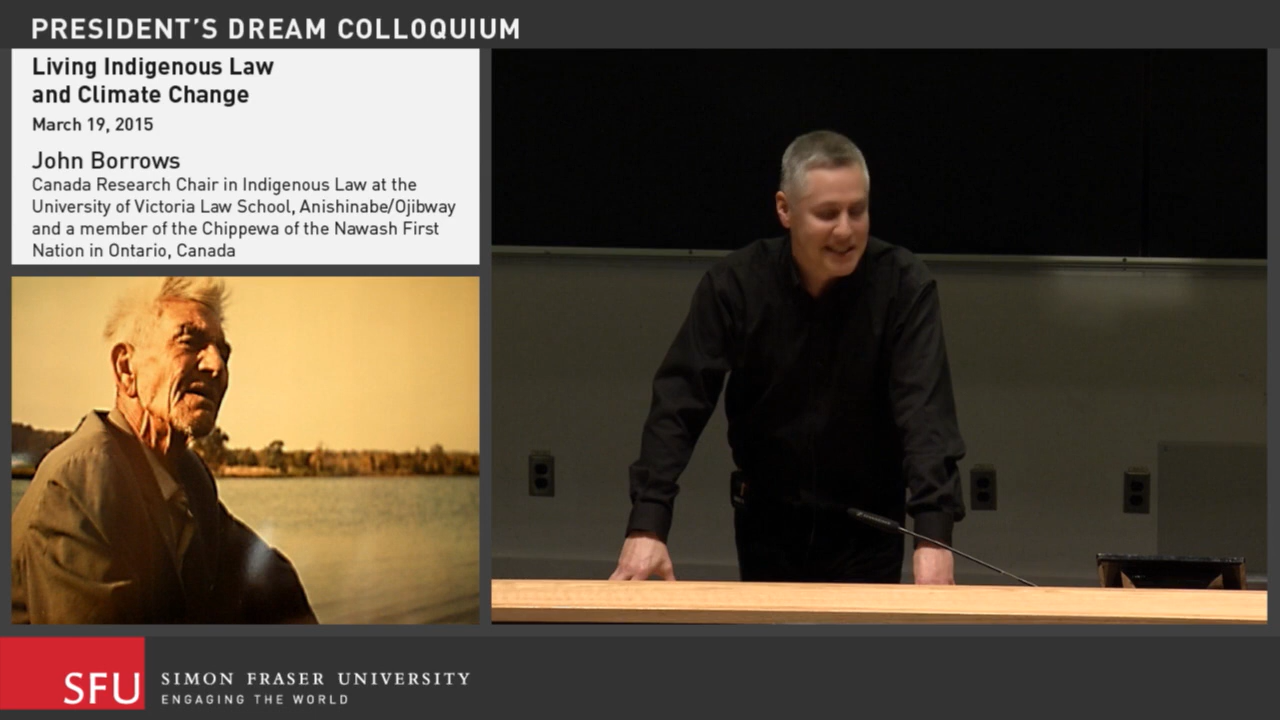 PRESIDENT'S DREAM COLLOQUIUM
Living Indigenous Law
and Climate Change
March 19, 2015
John Borrows
Canada Research Chair in Indigenous Law at the
University of Victoria Law School, Anishinabe/Ojibway
and a member of the Chippewa of the Nawash First
Nation in Ontario, Canada
SFU
SIMON FRASER UNIVERSITY
ENGAGING THE WORLD